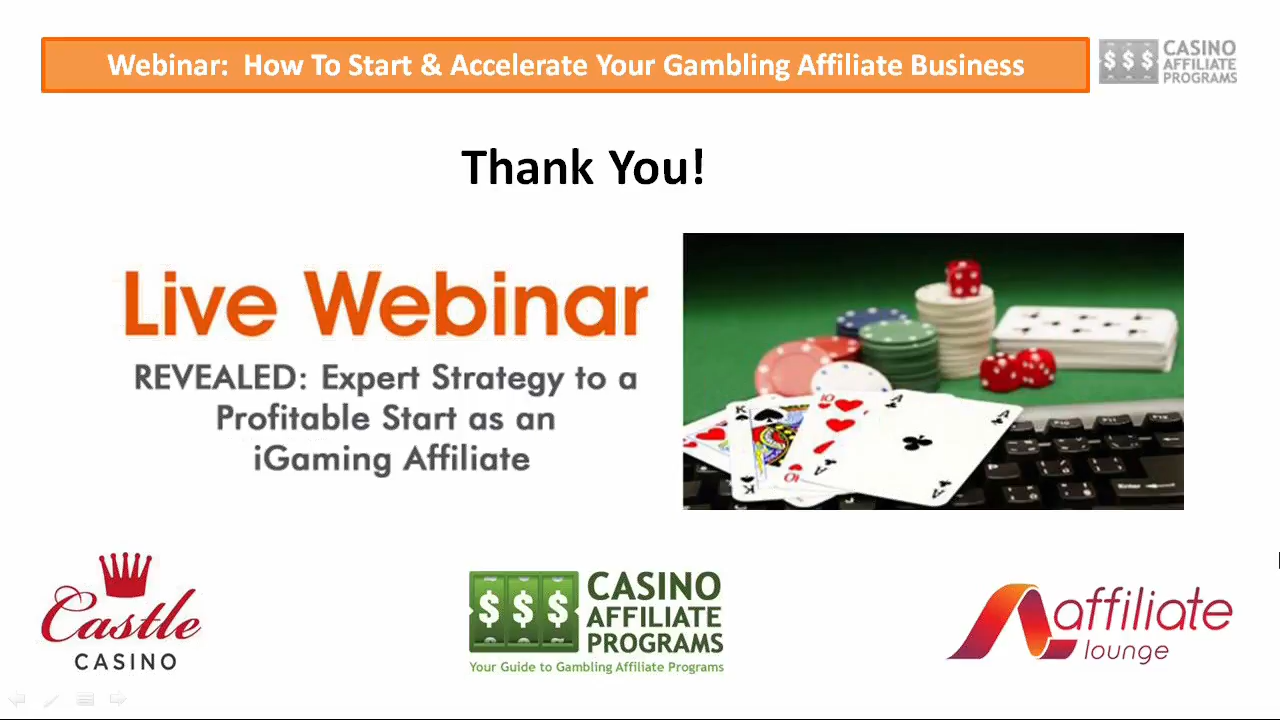 Webinar:  How To Start & Accelerate Your Gambling Affiliate Business
$$$ CASINO
AFFILIATE
PROGRAMS
Thank You!
Live Webinar
REVEALED: Expert Strategy to a
Profitable Start as an
iGaming Affiliate
K
10
A
A
K
10
A
A
Castle
CASINO
$ $ $ CASINO
AFFILIATE
PROGRAMS
Your Guide to Gambling Affiliate Programs
affiliate
lounge